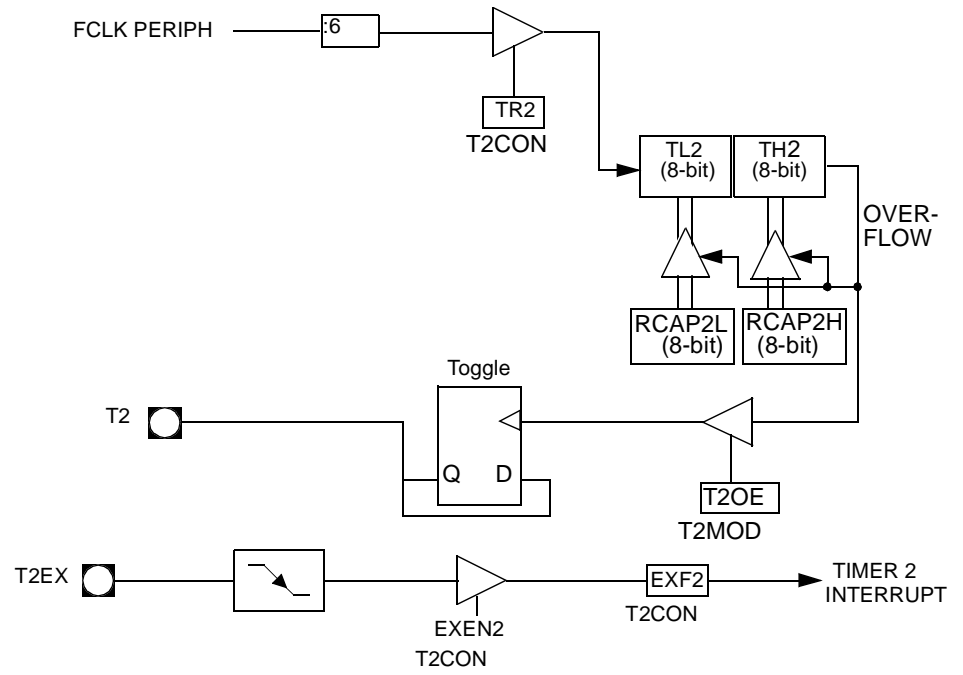 FCLK PERIPH
:6
TR2
T2CON
TL2
(8-bit)
TH2
(8-bit)
OVER-
FLOW
RCAP2L
(8-bit)
RCAP2H
(8-bit)
Toggle
T2
Q
D
T2OE
T2MOD
T2EX
EXEN2
T2CON
EXF2
T2CON
TIMER 2
INTERRUPT